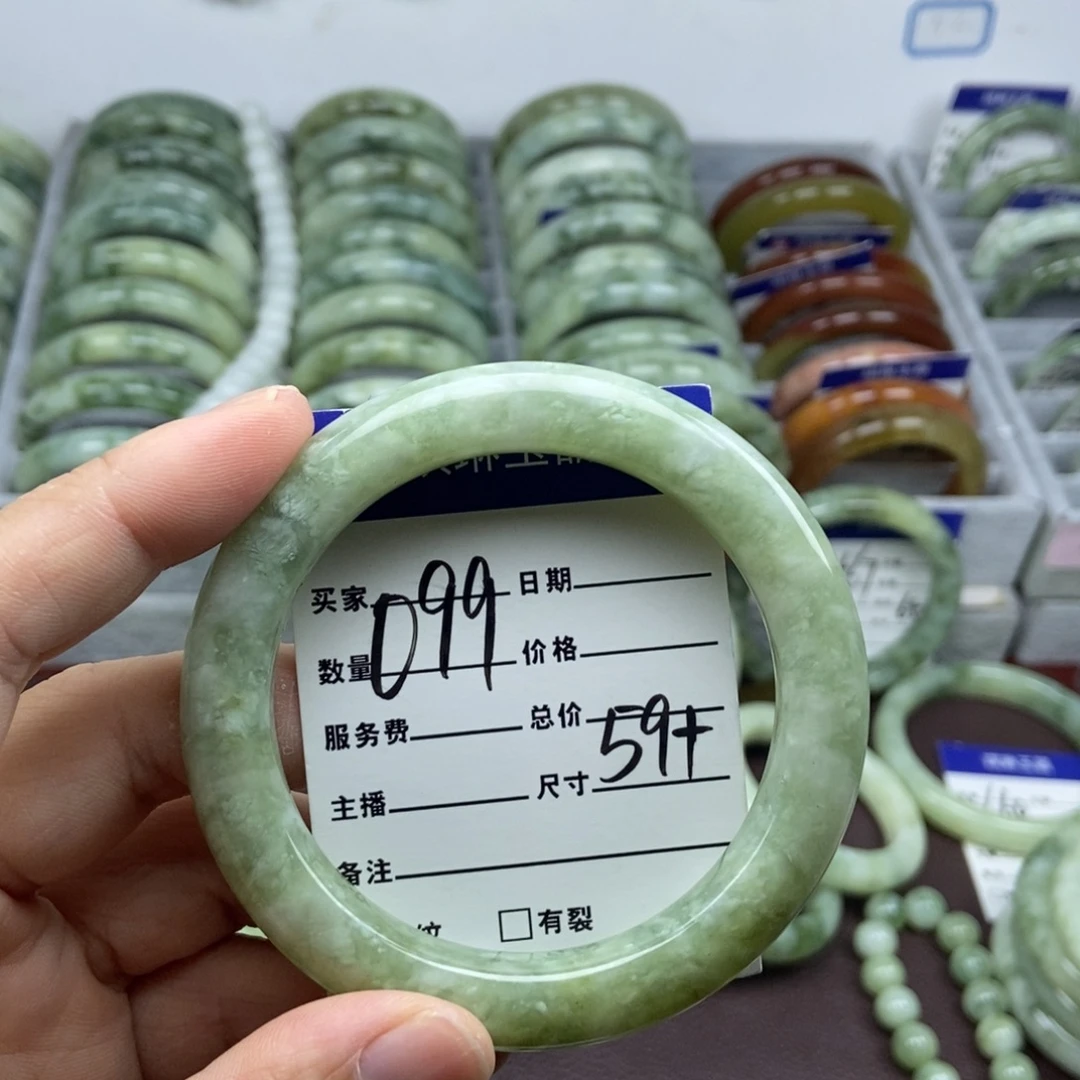 买家 099 日期
数量 价格
服务费 总价
主播 尺寸 59+
备注
纹 □有裂